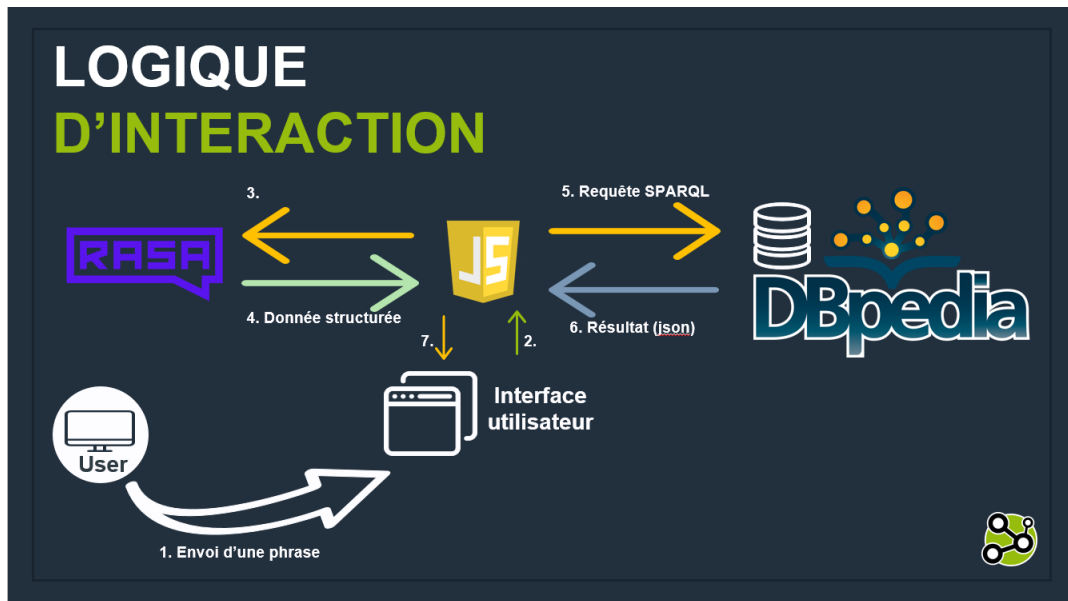 LOGIQUE
D’INTERACTION
3.
5. Requête SPARQL
RASA
JS
DBpedia
4. Donnée structurée
6. Résultat (json)
7.
2.
Interface
utilisateur
User
1. Envoi d’une phrase